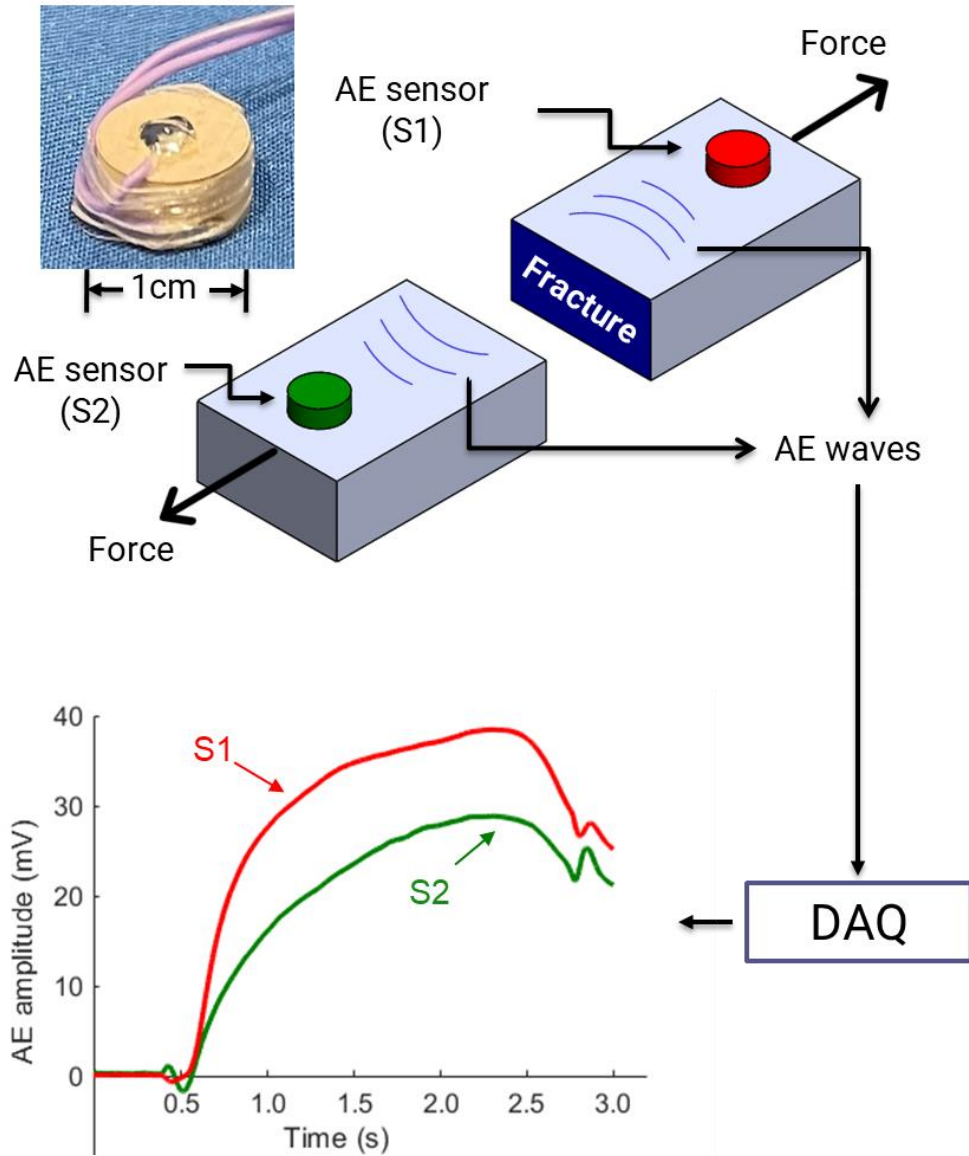 Force
AE sensor
(S1)
1cm
Fracture
AE sensor
(S2)
AE waves
Force
40
S1
30
S2
20
DAQ
10
0
0.5 1.0 1.5 2.0 2.5 3.0
AE amplitude (mV)
Time (s)